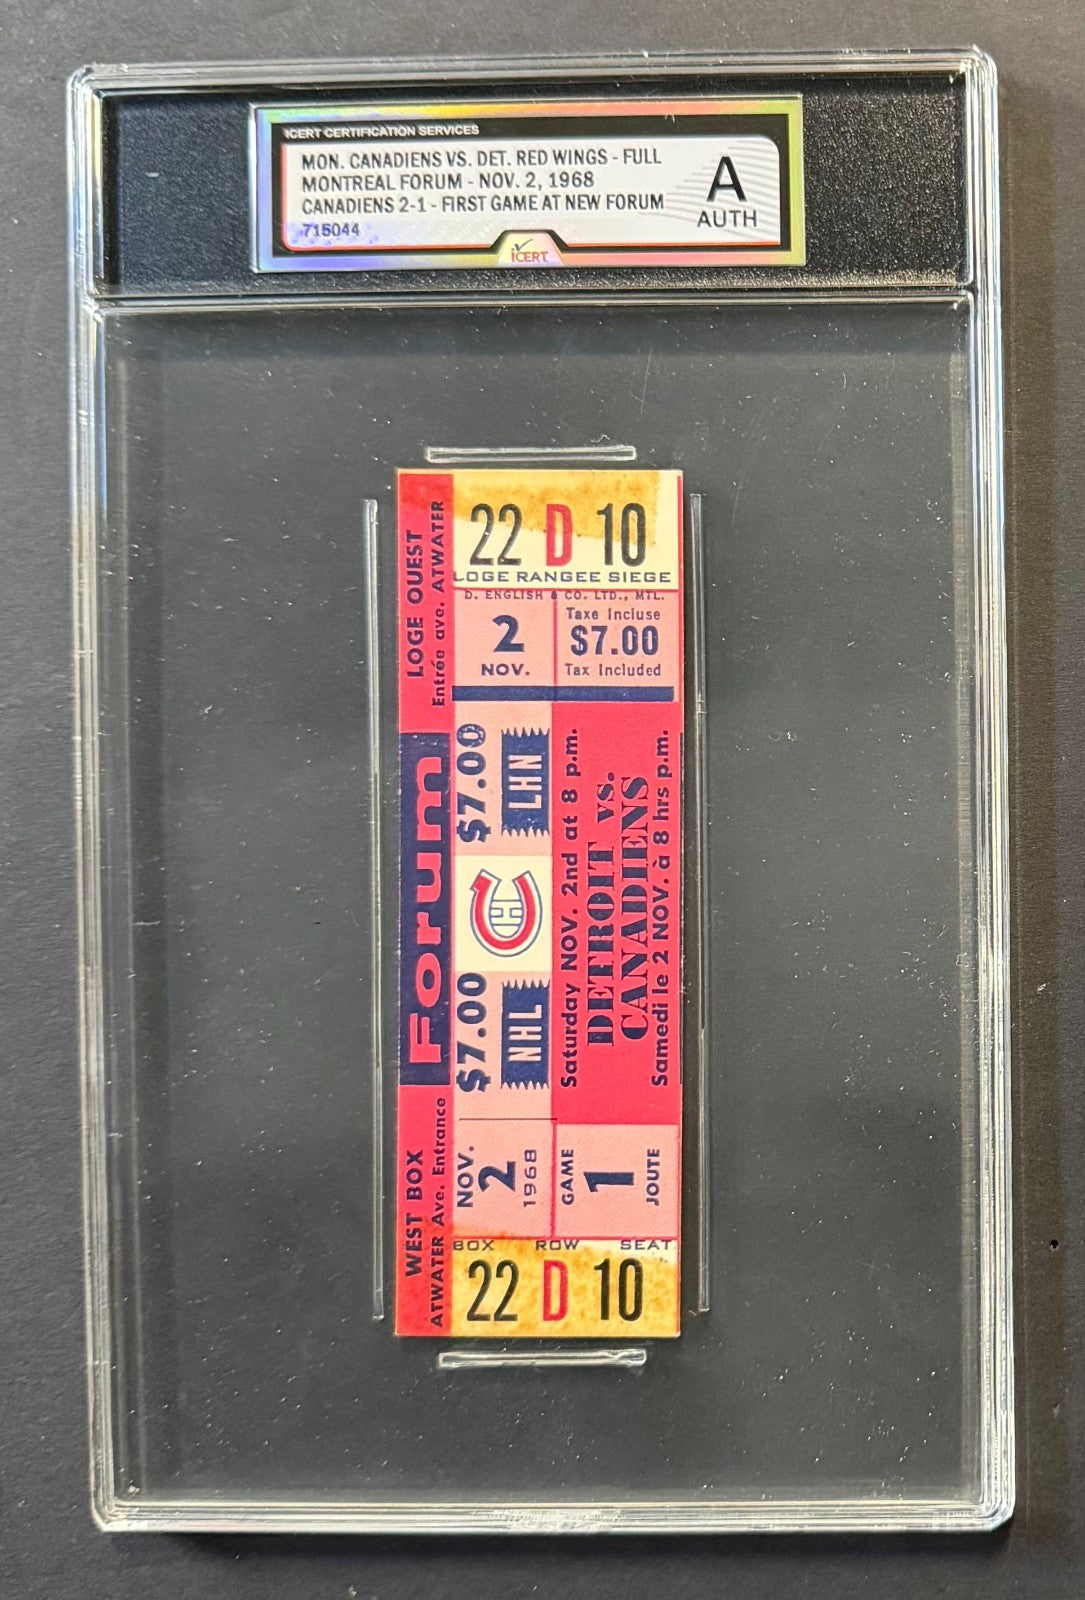 iCERT CERTIFICATION SERVICES
MON. CANADIENS VS. DET. RED WINGS - FULL
MONTREAL FORUM - NOV. 2, 1968
CANADIENS 2-1 - FIRST GAME AT NEW FORUM
715044
A
AUTH
iCERT
22 D 10
LOGE RANGEE SIEGE
D. ENGLISH & CO. LTD., MTL.
2
NOV.
Taxe Incluse
$7.00
Tax Included
LOGE OUEST
Entrée ave. ATWATER
Forum
$7.00
LHN
CH
$7.00
NHL
Saturday NOV. 2nd at 8 p.m.
DETROIT vs.
CANADIENS
Samedi le 2 NOV. à 8 hrs p.m.
WEST BOX
ATWATER Ave. Entrance
NOV.
2
1968
GAME
1
JOUTE
BOX ROW SEAT
22 D 10